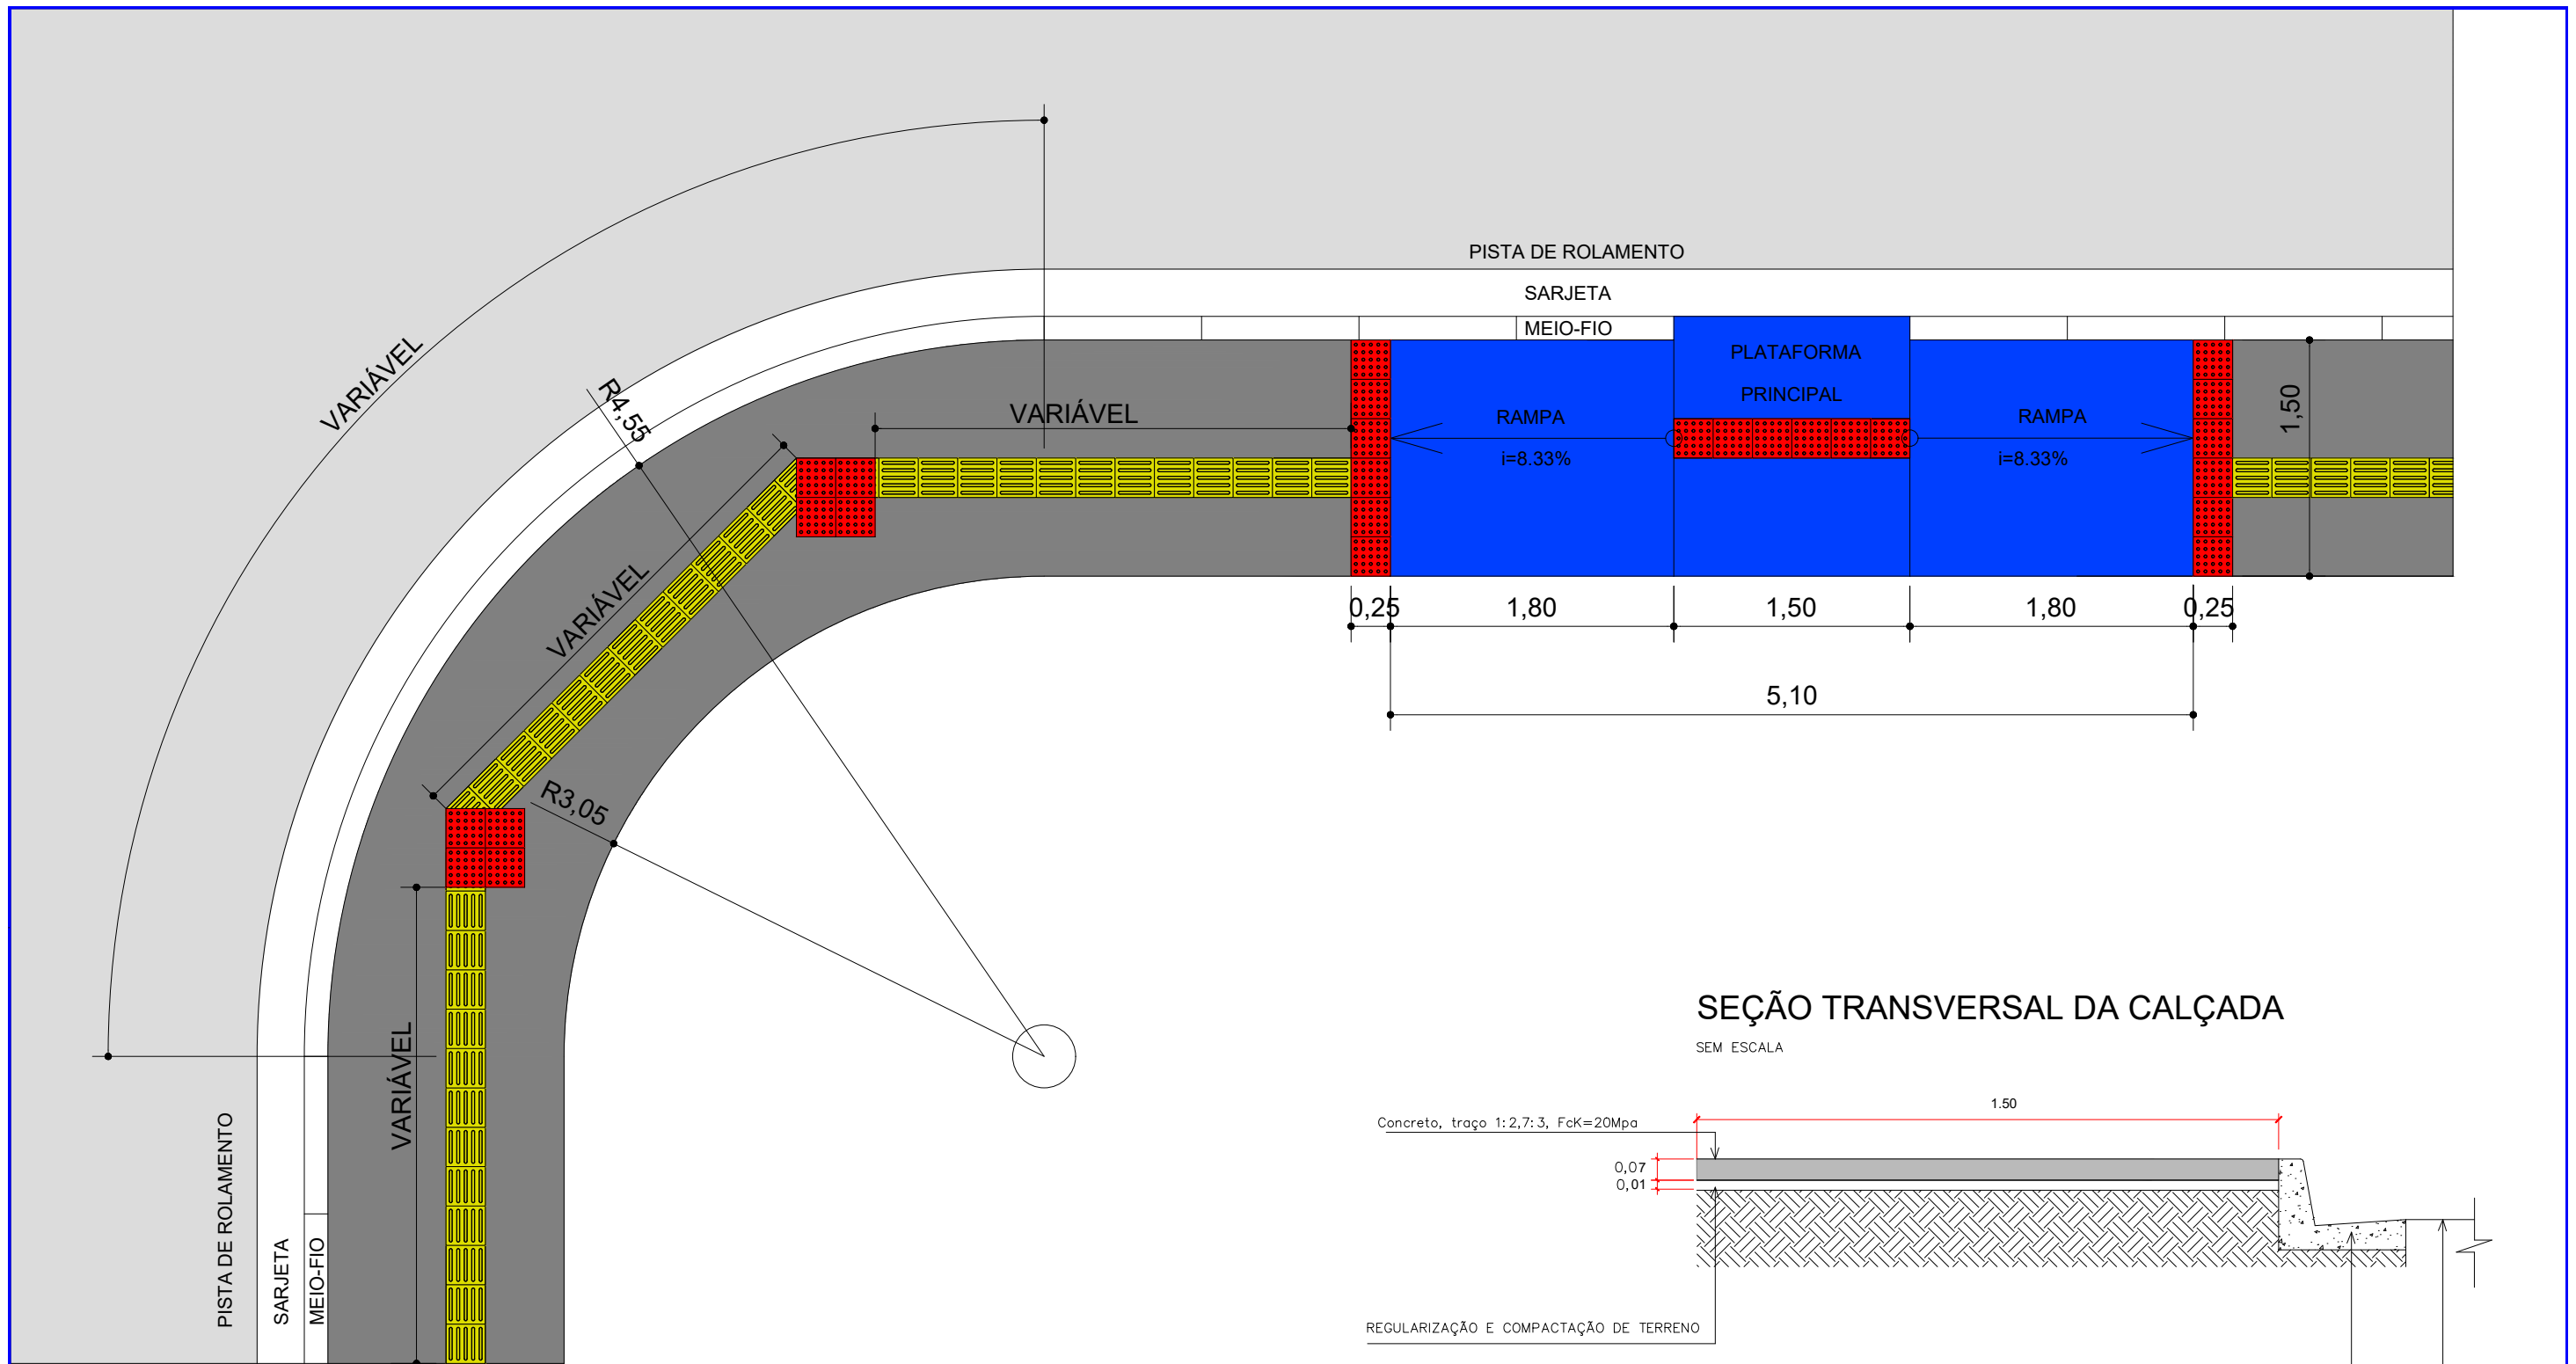 PISTA DE ROLAMENTO
SARJETA
MEIO-FIO
VARIÁVEL
R4,55
VARIÁVEL
PLATAFORMA
PRINCIPAL
RAMPA
i=8.33%
RAMPA
i=8.33%
1,50
VARIÁVEL
0,25
1,80
1,50
1,80
0,25
5,10
R3,05
VARIÁVEL
PISTA DE ROLAMENTO
SARJETA
MEIO-FIO
SEÇÃO TRANSVERSAL DA CALÇADA
SEM ESCALA
1.50
Concreto, traço 1:2,7:3, FcK=20Mpa
0,07
0,01
REGULARIZAÇÃO E COMPACTAÇÃO DE TERRENO